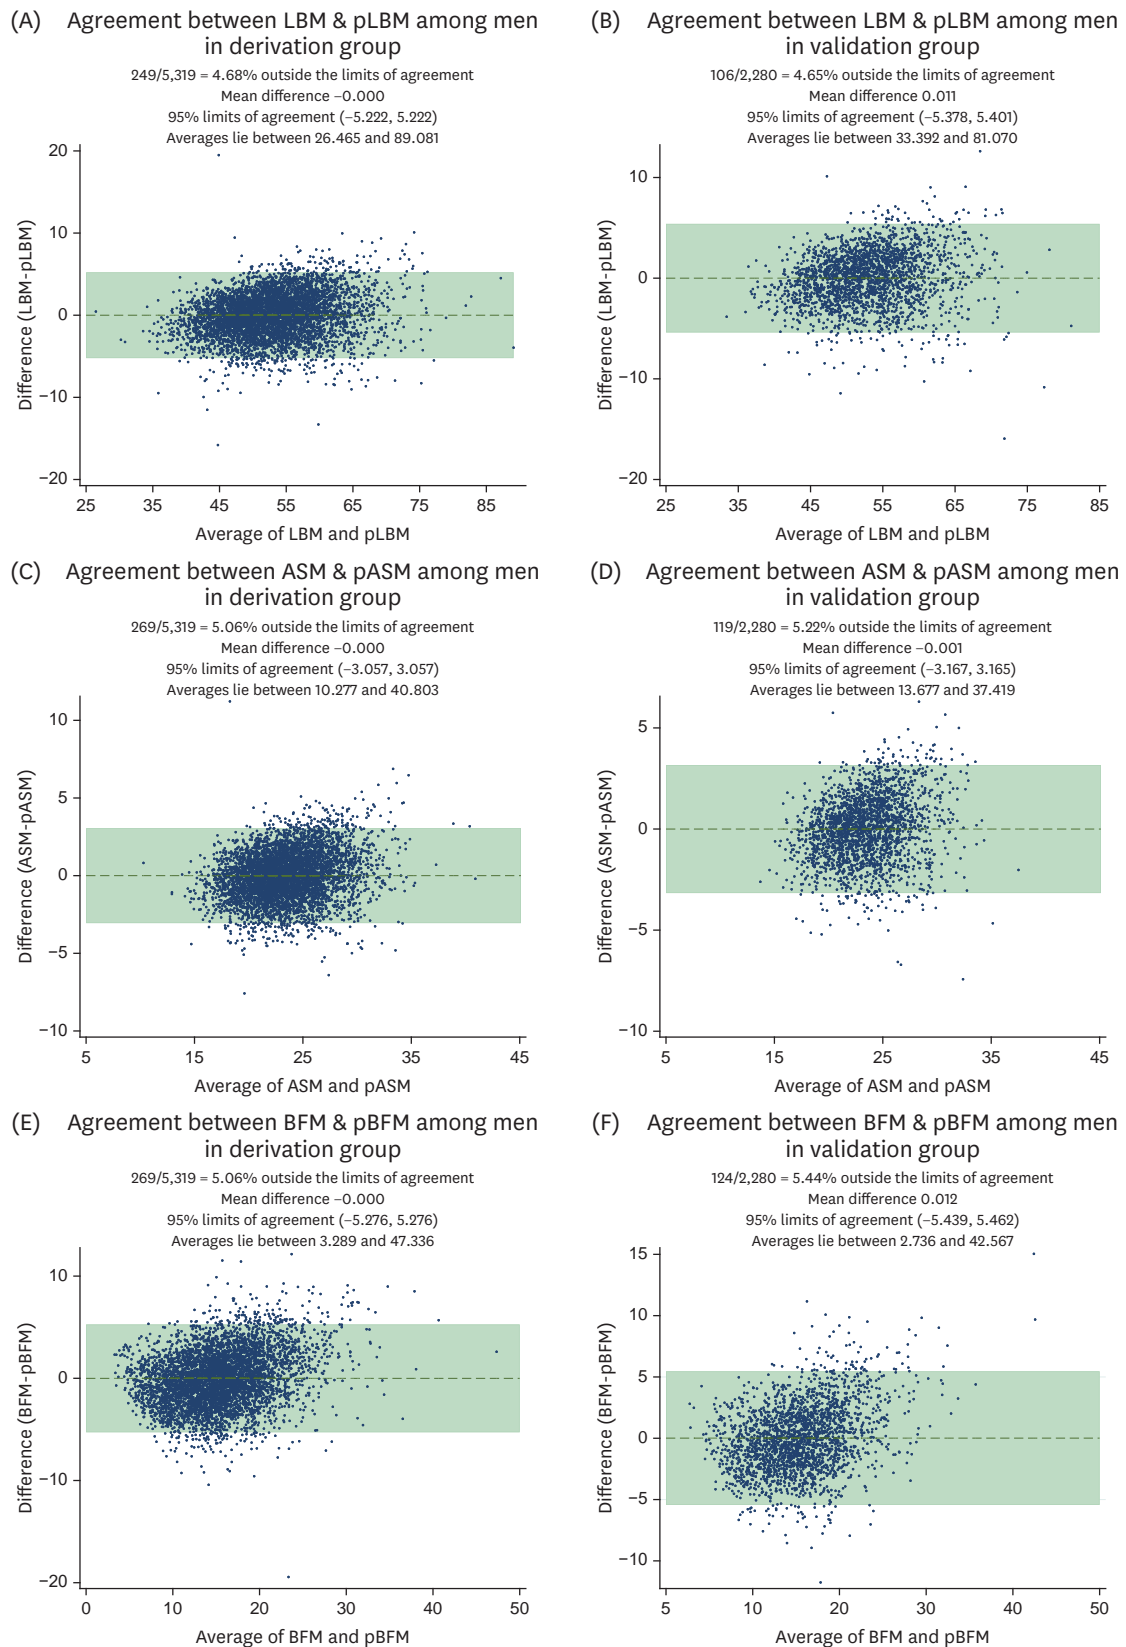 (A) Agreement between LBM & pLBM among men
in derivation group
249/5,319 = 4.68% outside the limits of agreement
Mean difference −0.000
95% limits of agreement (−5.222, 5.222)
Averages lie between 26.465 and 89.081
20
10
0
−10
−20
Difference (LBM-pLBM)
25 35 45 55 65 75 85
Average of LBM and pLBM
(B) Agreement between LBM & pLBM among men
in validation group
106/2,280 = 4.65% outside the limits of agreement
Mean difference 0.011
95% limits of agreement (−5.378, 5.401)
Averages lie between 33.392 and 81.070
10
0
−10
−20
Difference (LBM-pLBM)
25 35 45 55 65 75 85
Average of LBM and pLBM
(C) Agreement between ASM & pASM among men
in derivation group
269/5,319 = 5.06% outside the limits of agreement
Mean difference −0.000
95% limits of agreement (−3.057, 3.057)
Averages lie between 10.277 and 40.803
10
5
0
−5
−10
Difference (ASM-pASM)
5 15 25 35 45
Average of ASM and pASM
(D) Agreement between ASM & pASM among men
in validation group
119/2,280 = 5.22% outside the limits of agreement
Mean difference −0.001
95% limits of agreement (−3.167, 3.165)
Averages lie between 13.677 and 37.419
5
0
−5
−10
Difference (ASM-pASM)
5 15 25 35 45
Average of ASM and pASM
(E) Agreement between BFM & pBFM among men
in derivation group
269/5,319 = 5.06% outside the limits of agreement
Mean difference −0.000
95% limits of agreement (−5.276, 5.276)
Averages lie between 3.289 and 47.336
10
0
−10
−20
Difference (BFM-pBFM)
0 10 20 30 40 50
Average of BFM and pBFM
(F) Agreement between BFM & pBFM among men
in validation group
124/2,280 = 5.44% outside the limits of agreement
Mean difference 0.012
95% limits of agreement (−5.439, 5.462)
Averages lie between 2.736 and 42.567
15
10
5
0
−5
−10
Difference (BFM-pBFM)
5 10 20 30 40 50
Average of BFM and pBFM